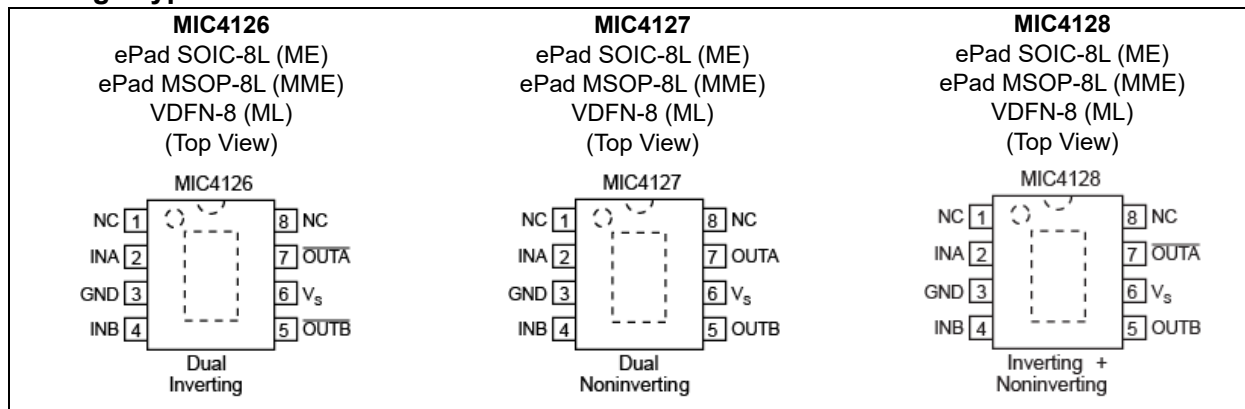 MIC4126
ePad SOIC-8L (ME)
ePad MSOP-8L (MME)
VDFN-8 (ML)
(Top View)
MIC4126
NC 1
8 NC
INA 2
7 OUTA
GND 3
6 VS
INB 4
5 OUTB
Dual
Inverting
MIC4127
ePad SOIC-8L (ME)
ePad MSOP-8L (MME)
VDFN-8 (ML)
(Top View)
MIC4127
NC 1
8 NC
INA 2
7 OUTA
GND 3
6 VS
INB 4
5 OUTB
Dual
Noninverting
MIC4128
ePad SOIC-8L (ME)
ePad MSOP-8L (MME)
VDFN-8 (ML)
(Top View)
MIC4128
NC 1
8 NC
INA 2
7 OUTA
GND 3
6 VS
INB 4
5 OUTB
Inverting +
Noninverting